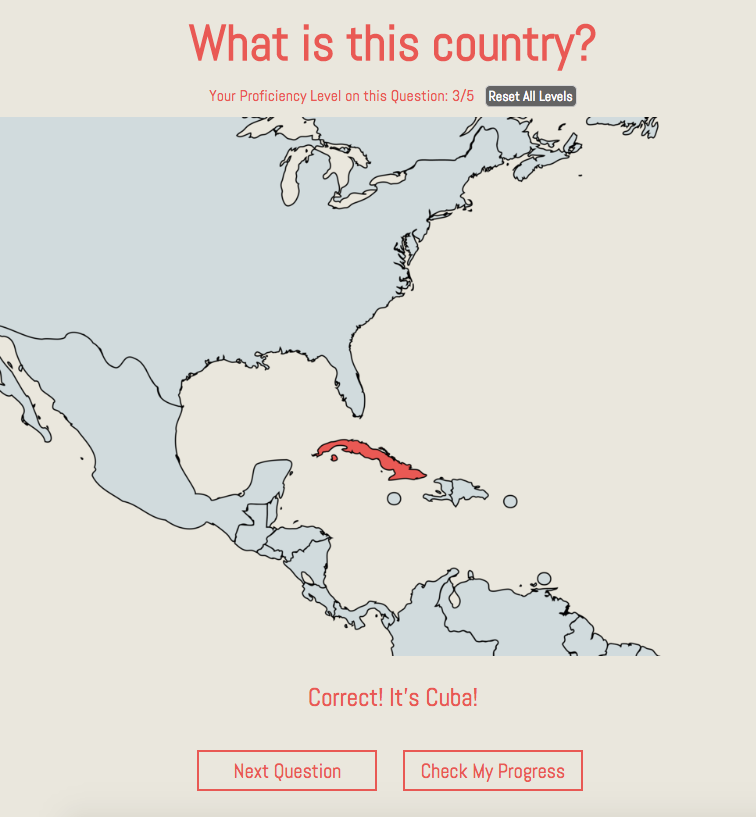 What is this country?
Your Proficiency Level on this Question: 3/5 Reset All Levels
Correct! It's Cuba!
Next Question Check My Progress